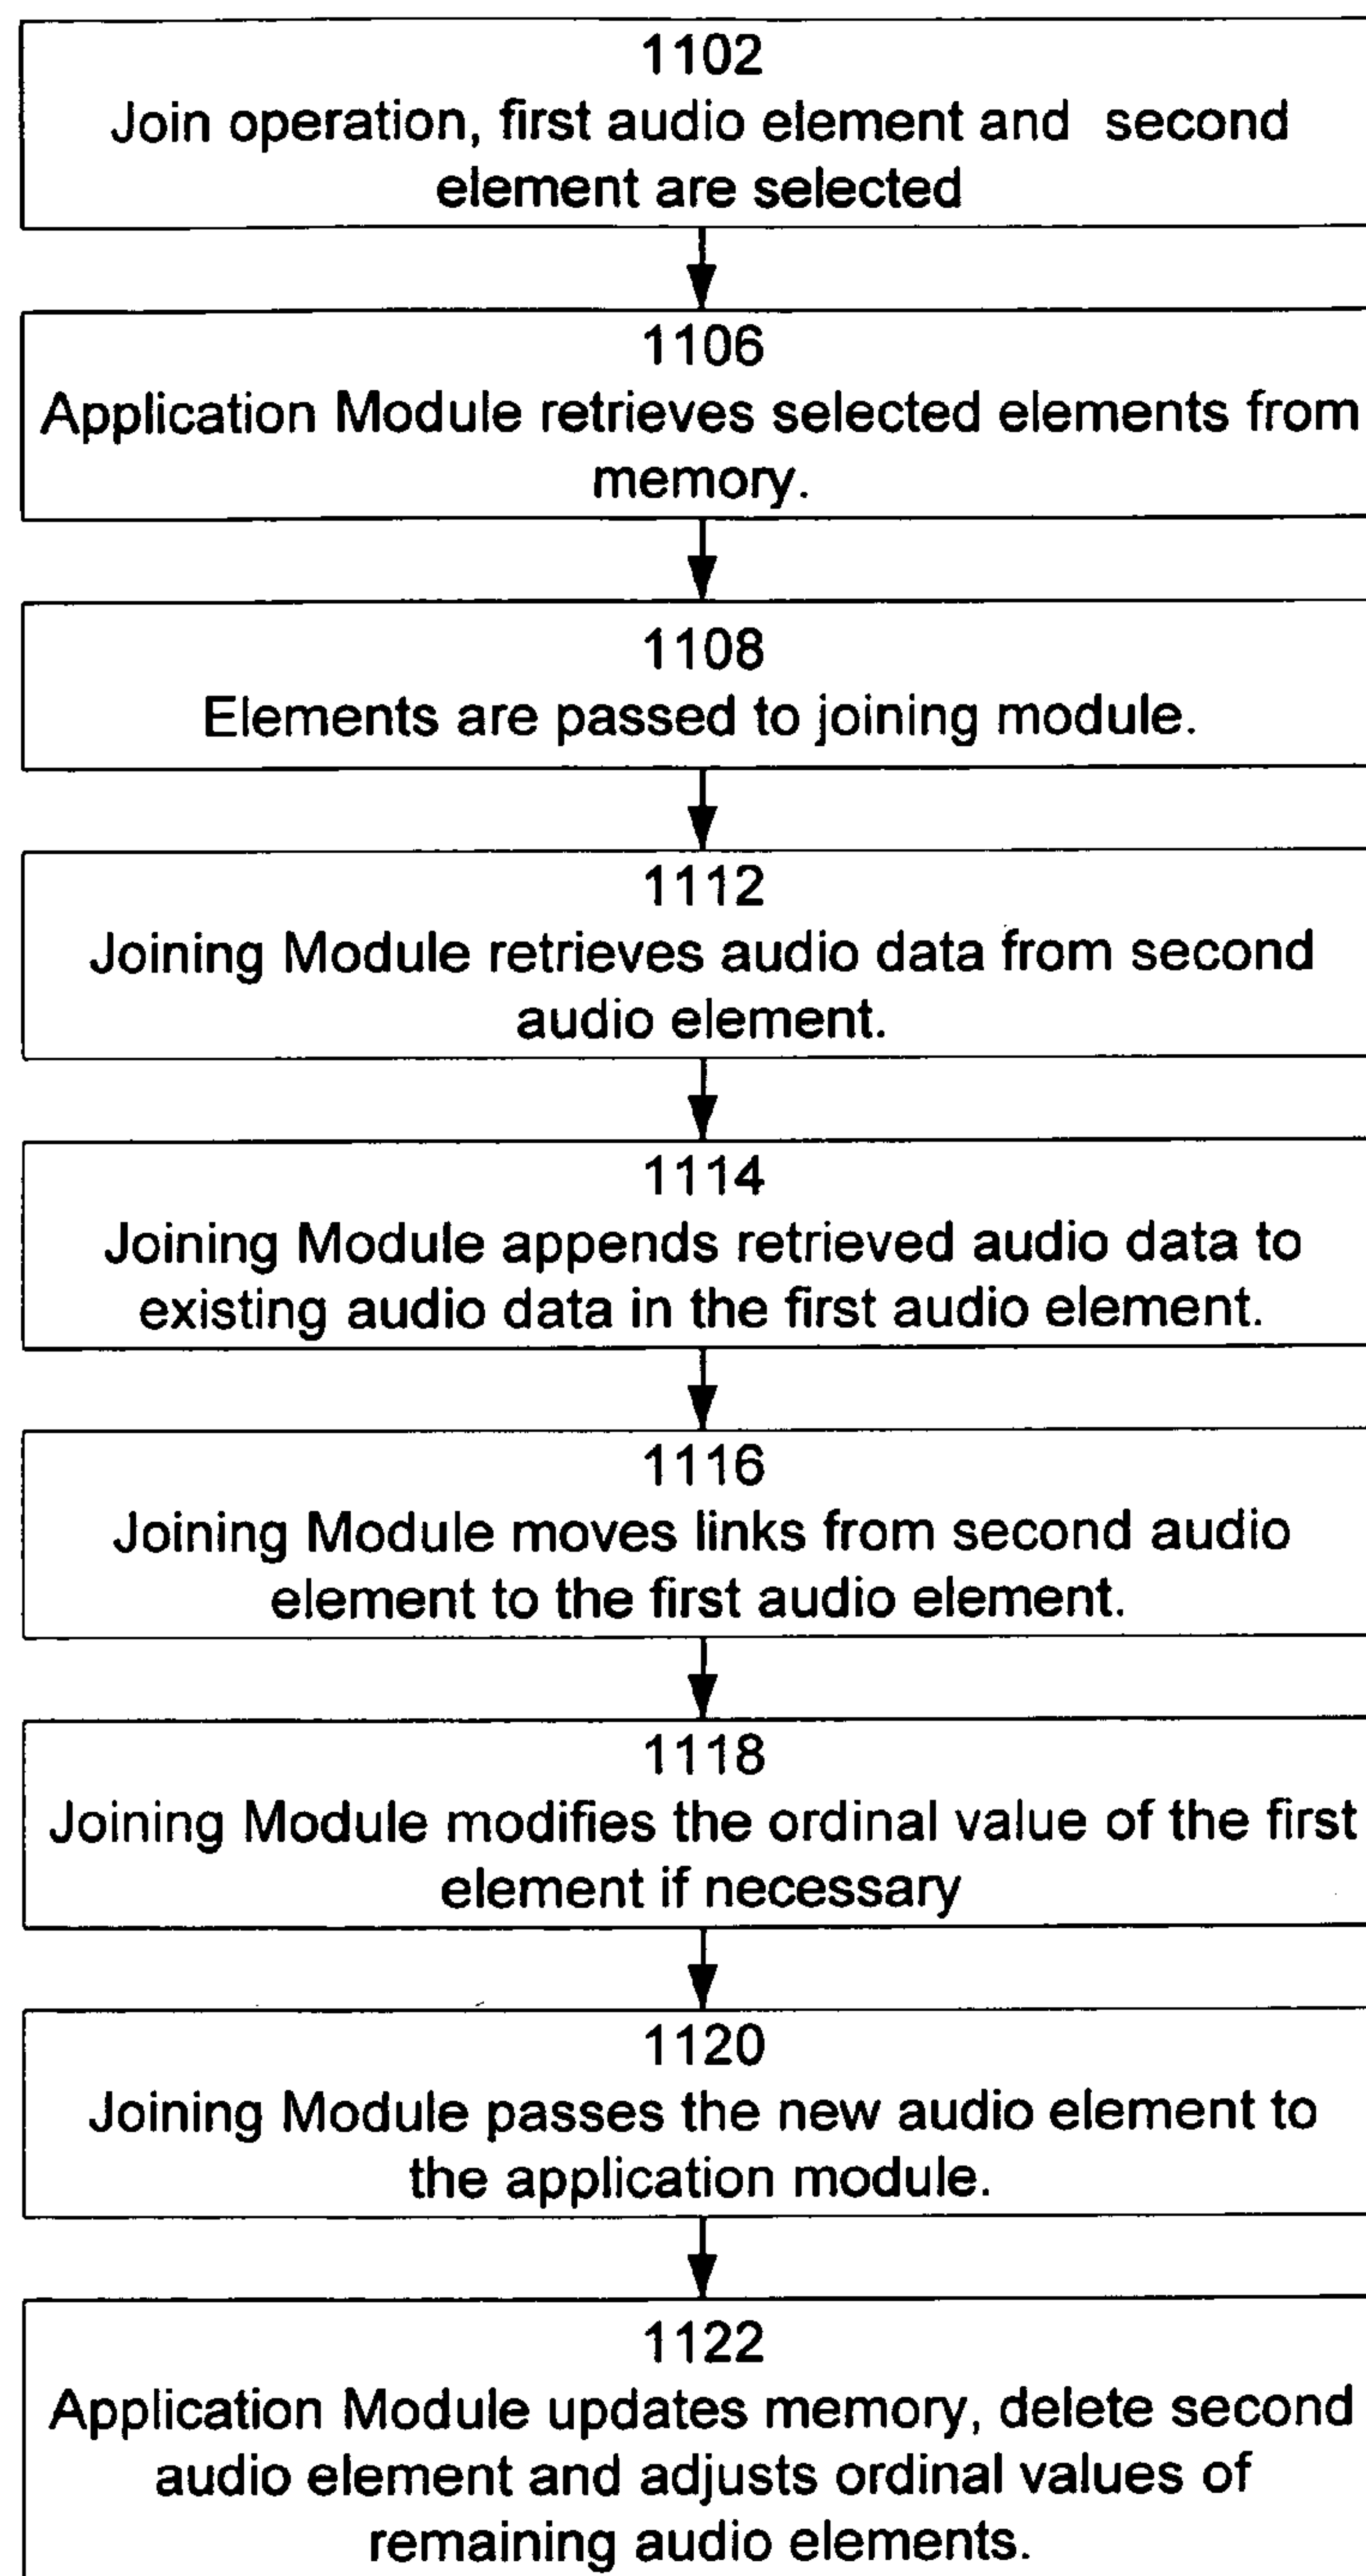 1102
Join operation, first audio element and second
element are selected
1106
Application Module retrieves selected elements from
memory.
1108
Elements are passed to joining module.
1112
Joining Module retrieves audio data from second
audio element.
1114
Joining Module appends retrieved audio data to
existing audio data in the first audio element.
1116
Joining Module moves links from second audio
element to the first audio element.
1118
Joining Module modifies the ordinal value of the first
element if necessary
1120
Joining Module passes the new audio element to
the application module.
1122
Application Module updates memory, delete second
audio element and adjusts ordinal values of
remaining audio elements.